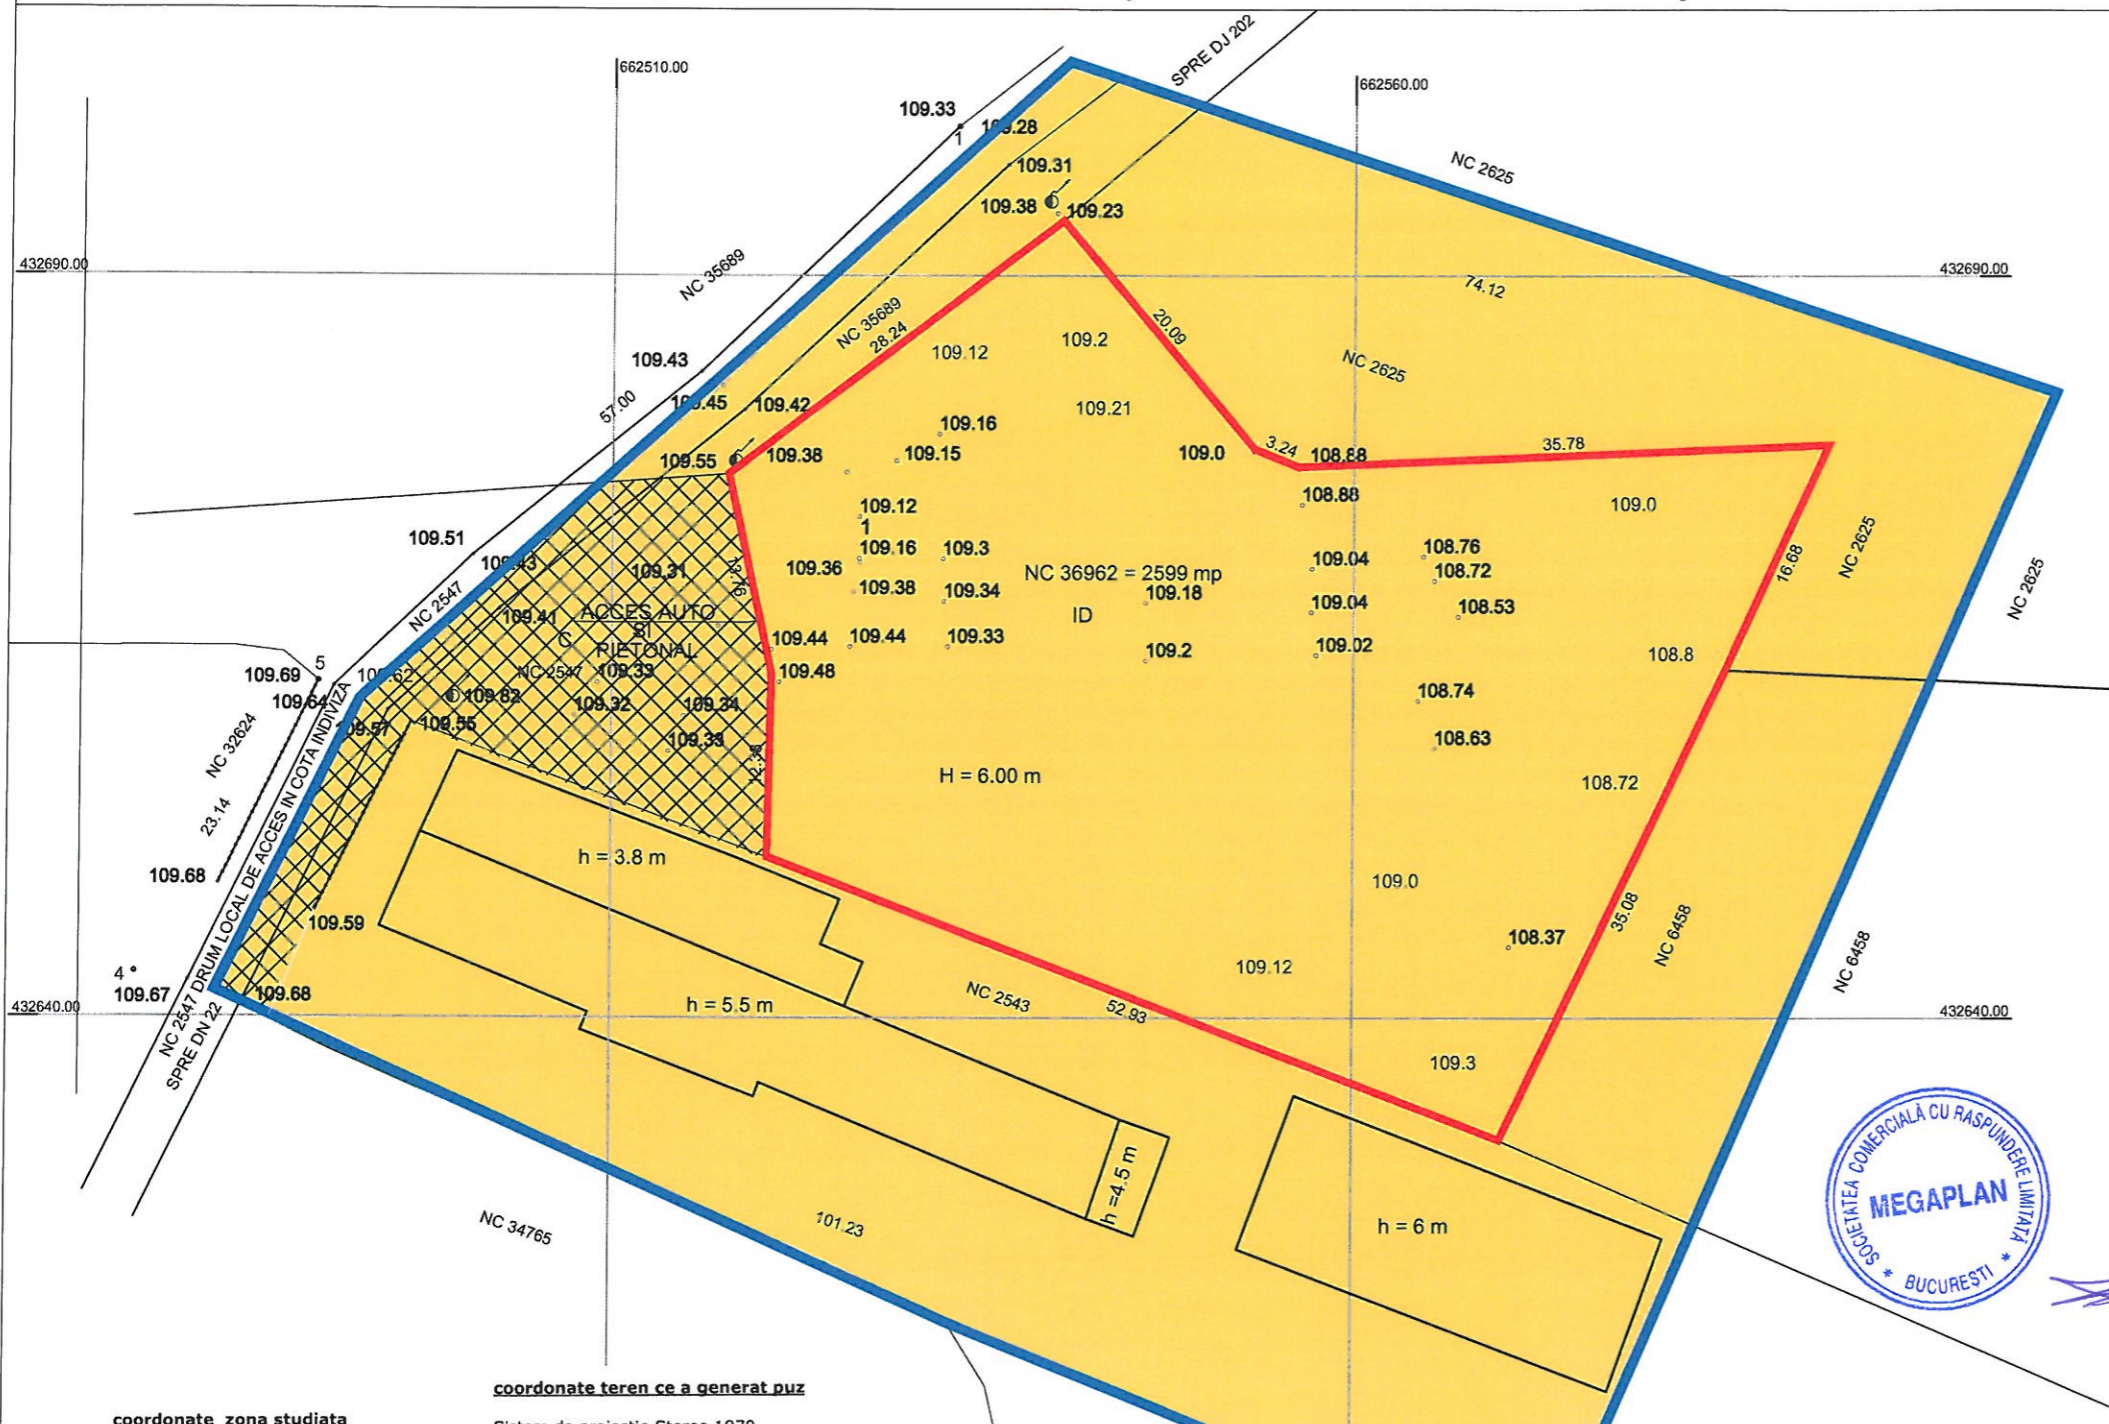 SPRE DJ 202
662510.00
662560.00
109.33
109.28
1
109.31
NC 2625
109.38
109.23
432690.00
432690.00
NC 35689
74.12
NC 35689
28.24
20.09
109.2
109.12
109.43
NC 2625
57.00
109.45
109.42
109.21
109.16
3.24
35.78
109.55
109.38
109.15
109.0
108.88
108.88
109.0
109.12
1
109.51
109.43
109.16
109.3
108.76
109.31
13.76
109.36
NC 36962 = 2599 mp
109.04
108.72
16.68
NC 2625
NC 2625
NC 2547
109.38
109.34
109.18
109.41
ACCES AUTO
SI
PIETONAL
C
ID
109.04
108.53
109.44
109.44
109.33
109.2
109.02
108.8
5
109.69
109.62
NC 2547
109.33
109.48
109.64
109.82
109.32
109.34
108.74
109.57
109.55
109.33
108.63
NC 32624
12.38
H = 6.00 m
108.72
23.14
NC 2547 DRUM LOCAL DE ACCES IN COTA INDIVIZA
h = 3.8 m
109.68
109.0
109.59
35.08
NC 6458
NC 6458
108.37
4
109.67
109.68
109.12
NC 2543
52.93
h = 5.5 m
432640.00
432640.00
SPRE DN 22
109.3
h =4.5 m
h = 6 m
NC 34765
101.23
SOCIETATEA COMERCIALĂ CU RASPUNDERE LIMITATĂ
MEGAPLAN
* BUCUREȘTI *
coordonate teren ce a generat puz
coordonate zona studiata